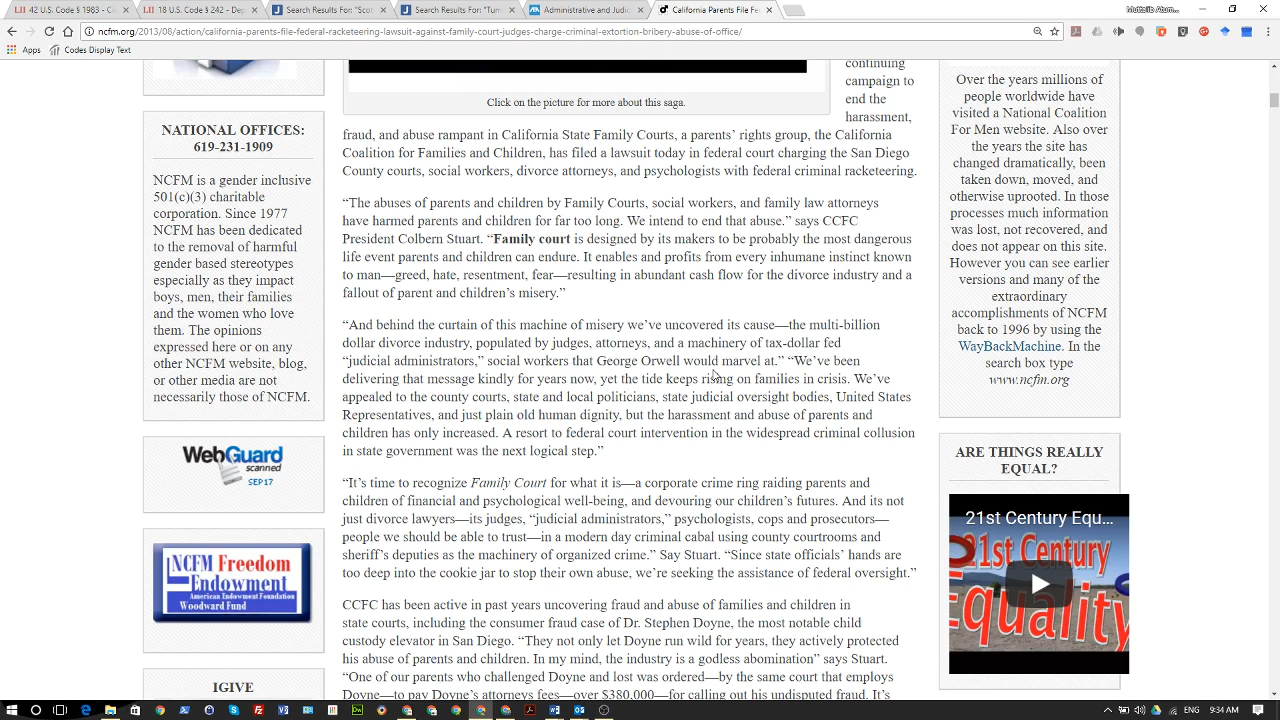 42 U.S. Code § 1983 - Civ
18 U.S. Code § 242 - Dep
Search Results For: "Scot
Search Results For: "Tum
Administrative and Judici
California Parents File Fed
ncfm.org/2013/08/action/california-parents-file-federal-racketeering-lawsuit-against-family-court-judges-charge-criminal-extortion-bribery-abuse-of-office/
Apps
Codes Display Text
NATIONAL OFFICES:
619-231-1909
NCFM is a gender inclusive
501(c)(3) charitable
corporation. Since 1977
NCFM has been dedicated
to the removal of harmful
gender based stereotypes
especially as they impact
boys, men, their families
and the women who love
them. The opinions
expressed here or on any
other NCFM website, blog,
or other media are not
necessarily those of NCFM.
WebGuard
scanned
SEP17
NCFM Freedom
Endowment
American Endowment Foundation
Woodward Fund
IGIVE
Click on the picture for more about this saga.
continuing
campaign to
end the
harassment,
fraud, and abuse rampant in California State Family Courts, a parents’ rights group, the California
Coalition for Families and Children, has filed a lawsuit today in federal court charging the San Diego
County courts, social workers, divorce attorneys, and psychologists with federal criminal racketeering.
“The abuses of parents and children by Family Courts, social workers, and family law attorneys
have harmed parents and children for far too long. We intend to end that abuse.” says CCFC
President Colbern Stuart. “Family court is designed by its makers to be probably the most dangerous
life event parents and children can endure. It enables and profits from every inhumane instinct known
to man—greed, hate, resentment, fear—resulting in abundant cash flow for the divorce industry and a
fallout of parent and children’s misery.”
“And behind the curtain of this machine of misery we’ve uncovered its cause—the multi-billion
dollar divorce industry, populated by judges, attorneys, and a machinery of tax-dollar fed
“judicial administrators,” social workers that George Orwell would marvel at.” “We’ve been
delivering that message kindly for years now, yet the tide keeps rising on families in crisis. We’ve
appealed to the county courts, state and local politicians, state judicial oversight bodies, United States
Representatives, and just plain old human dignity, but the harassment and abuse of parents and
children has only increased. A resort to federal court intervention in the widespread criminal collusion
in state government was the next logical step.”
“It’s time to recognize Family Court for what it is—a corporate crime ring raiding parents and
children of financial and psychological well-being, and devouring our children’s futures. And its not
just divorce lawyers—its judges, “judicial administrators,” psychologists, cops and prosecutors—
people we should be able to trust—in a modern day criminal cabal using county courtrooms and
sheriff’s deputies as the machinery of organized crime.” Say Stuart. “Since state officials’ hands are
too deep into the cookie jar to stop their own abuse, we’re seeking the assistance of federal oversight.”
CCFC has been active in past years uncovering fraud and abuse of families and children in
state courts, including the consumer fraud case of Dr. Stephen Doyne, the most notable child
custody elevator in San Diego. “They not only let Doyne run wild for years, they actively protected
his abuse of parents and children. In my mind, the industry is a godless abomination” says Stuart.
“One of our parents who challenged Doyne and lost was ordered—by the same court that employs
Doyne—to pay Doyne’s attorneys fees—over $380,000—for calling out his undisputed fraud. It’s
Over the years millions of
people worldwide have
visited a National Coalition
For Men website. Also over
the years the site has
changed dramatically, been
taken down, moved, and
otherwise uprooted. In those
processes much information
was lost, not recovered, and
does not appear on this site.
However you can see earlier
versions and many of the
extraordinary
accomplishments of NCFM
back to 1996 by using the
WayBackMachine. In the
search box type
www.ncfm.org
ARE THINGS REALLY
EQUAL?
21st Century Equ...
21st Century
Equality
ENG
9:34 AM